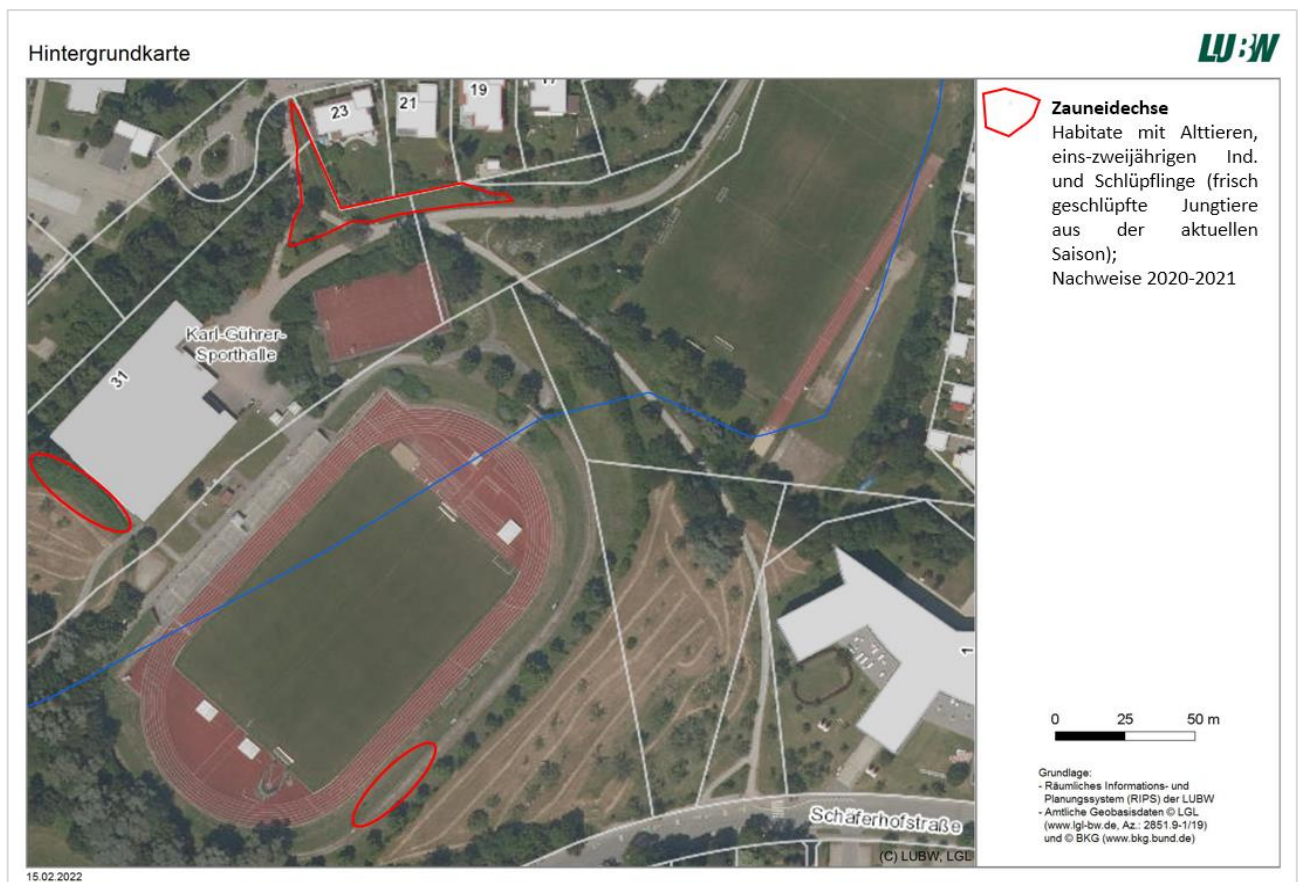 Hintergrundkarte
LUBW
23
21
19
Karl-Gührer-
Sporthalle
31
1
Schäferhofstraße
(C) LUBW, LGL
15.02.2022
Zauneidechse
Habitate mit Alttieren,
eins-zweijährigen Ind.
und Schlüpflinge (frisch
geschlüpfte Jungtiere
aus der aktuellen
Saison);
Nachweise 2020-2021
0 25 50 m
Grundlage:
- Räumliches Informations- und
Planungssystem (RIPS) der LUBW
- Amtliche Geobasisdaten © LGL
(www.lgl-bw.de, Az.: 2851.9-1/19)
und © BKG (www.bkg.bund.de)